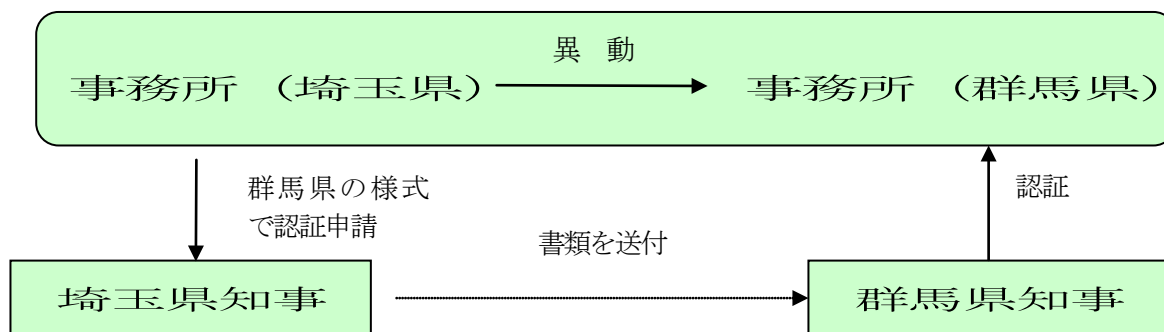 異　動
事務所（埼玉県）　事務所（群馬県）
群馬県の様式
で認証申請
認証
書類を送付
埼玉県知事　群馬県知事